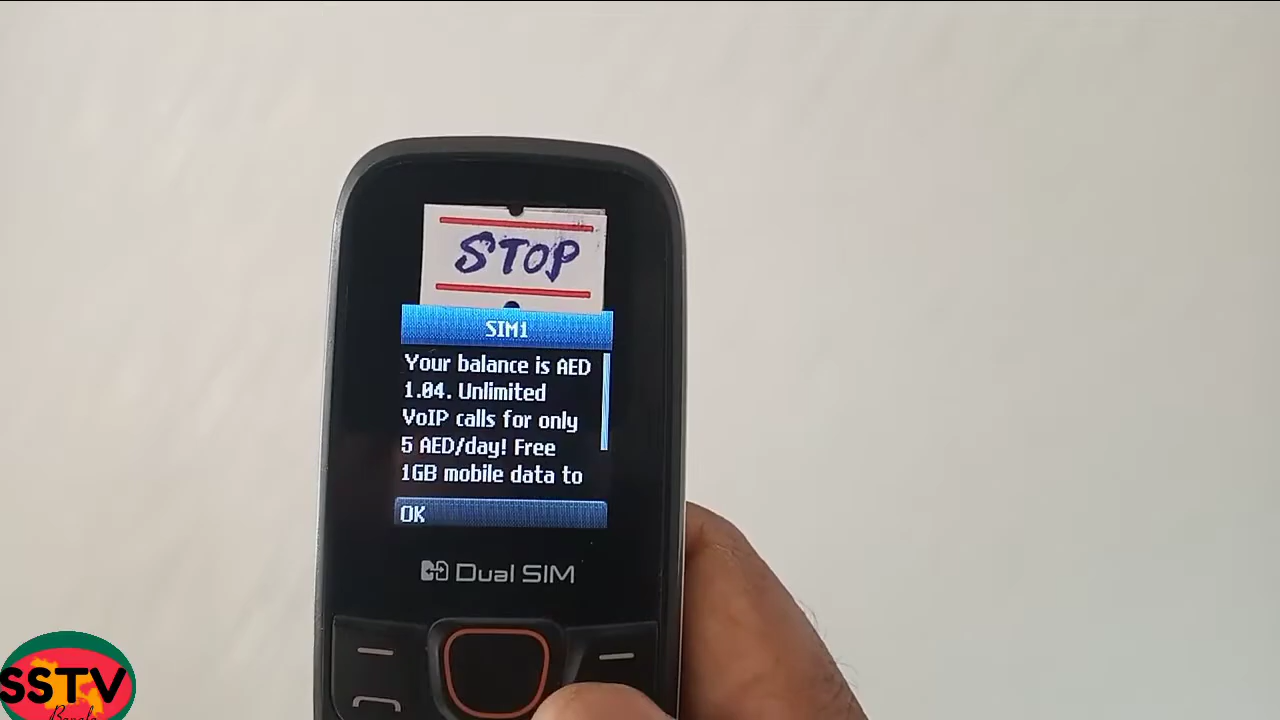 STOP
SIM1
Your balance is AED
1.04. Unlimited
VoIP calls for only
5 AED/day! Free
1GB mobile data to
OK
Dual SIM
SSTV
Bangla